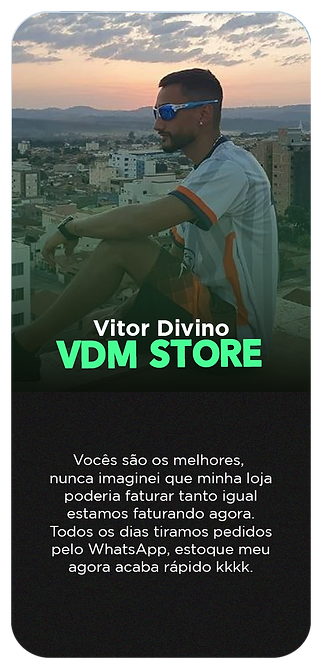 Vitor Divino
VDM STORE
Vocês são os melhores,
nunca imaginei que minha loja
poderia faturar tanto igual
estamos faturando agora.
Todos os dias tiramos pedidos
pelo WhatsApp, estoque meu
agora acaba rápido kkkk.